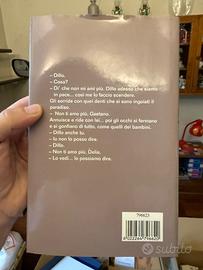 – Dillo.
– Cosa?
– Di' che non mi ami più. Dillo adesso che siamo
in pace... così me lo faccio scendere.
Gli sorride con quei denti che si sono ingoiati il
paradiso.
– Non ti amo più, Gaetano.
Annuisce e ride con lei... poi gli occhi si fermano
e si gonfiano di tutto, come quelli dei bambini.
– Dillo anche tu.
– Io non lo posso dire.
– Dillo.
– Non ti amo più, Delia.
– Lo vedi... lo possiamo dire.
798623
subito